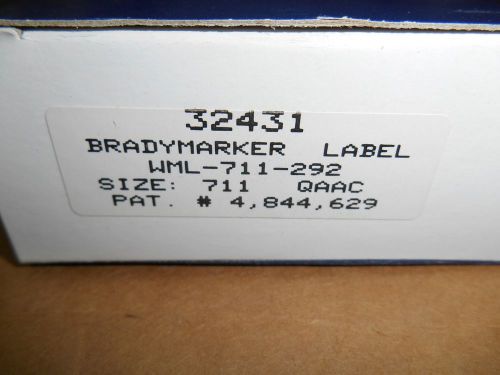 32431
BRADYMARKER LABEL
WML-711-292
SIZE: 711 QAAC
PAT. # 4,844,629